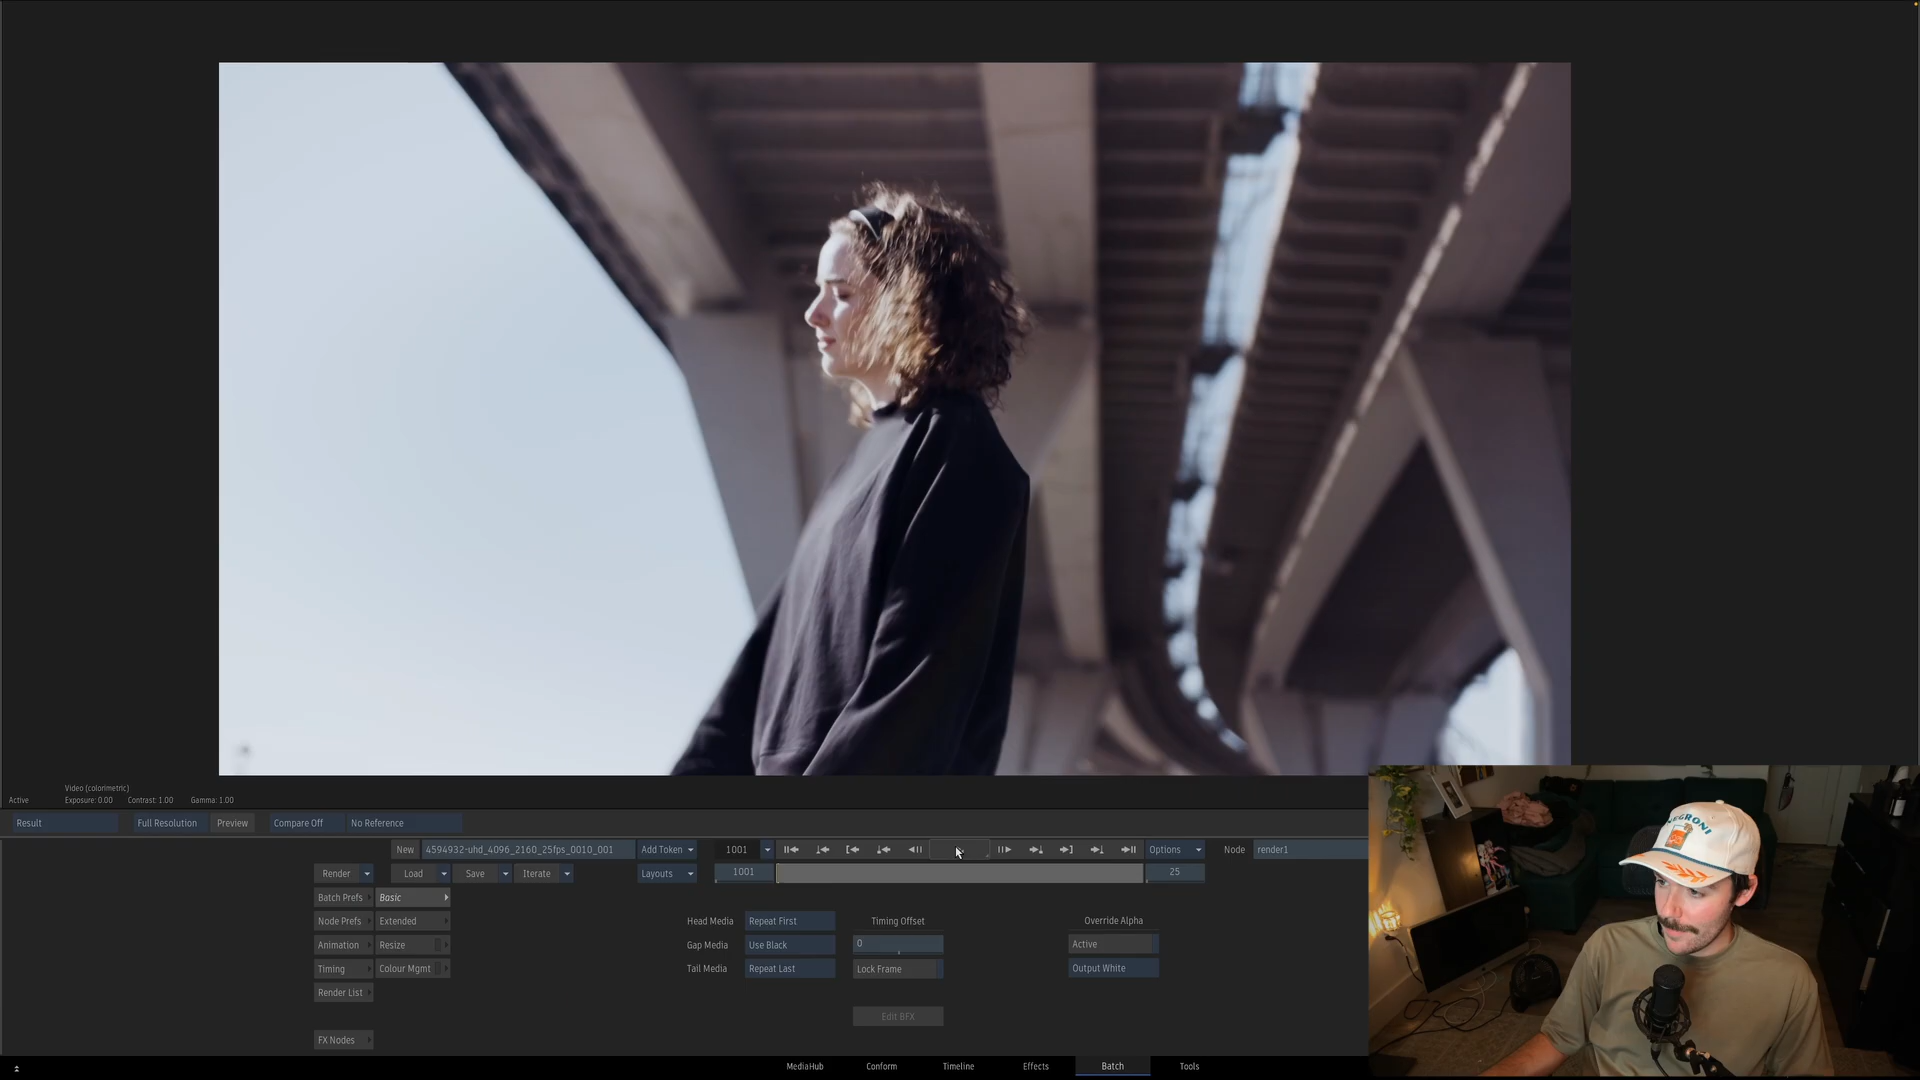 Video (colorimetric)
Active Exposure: 0.00 Contrast: 1.00 Gamma: 1.00
Result Full Resolution Preview Compare Off No Reference
New 4594932-uhd_4096_2160_25fps_0010_001 Add Token 1001 Options Node render1
Render Load Save Iterate Layouts 1001 25
Batch Prefs Basic
Node Prefs Extended Head Media Repeat First Timing Offset Override Alpha
Animation Resize Gap Media Use Black 0 Active
Timing Colour Mgmt Tail Media Repeat Last Lock Frame Output White
Render List
Edit BFX
FX Nodes
MediaHub Conform Timeline Effects Batch Tools
NEGRONI